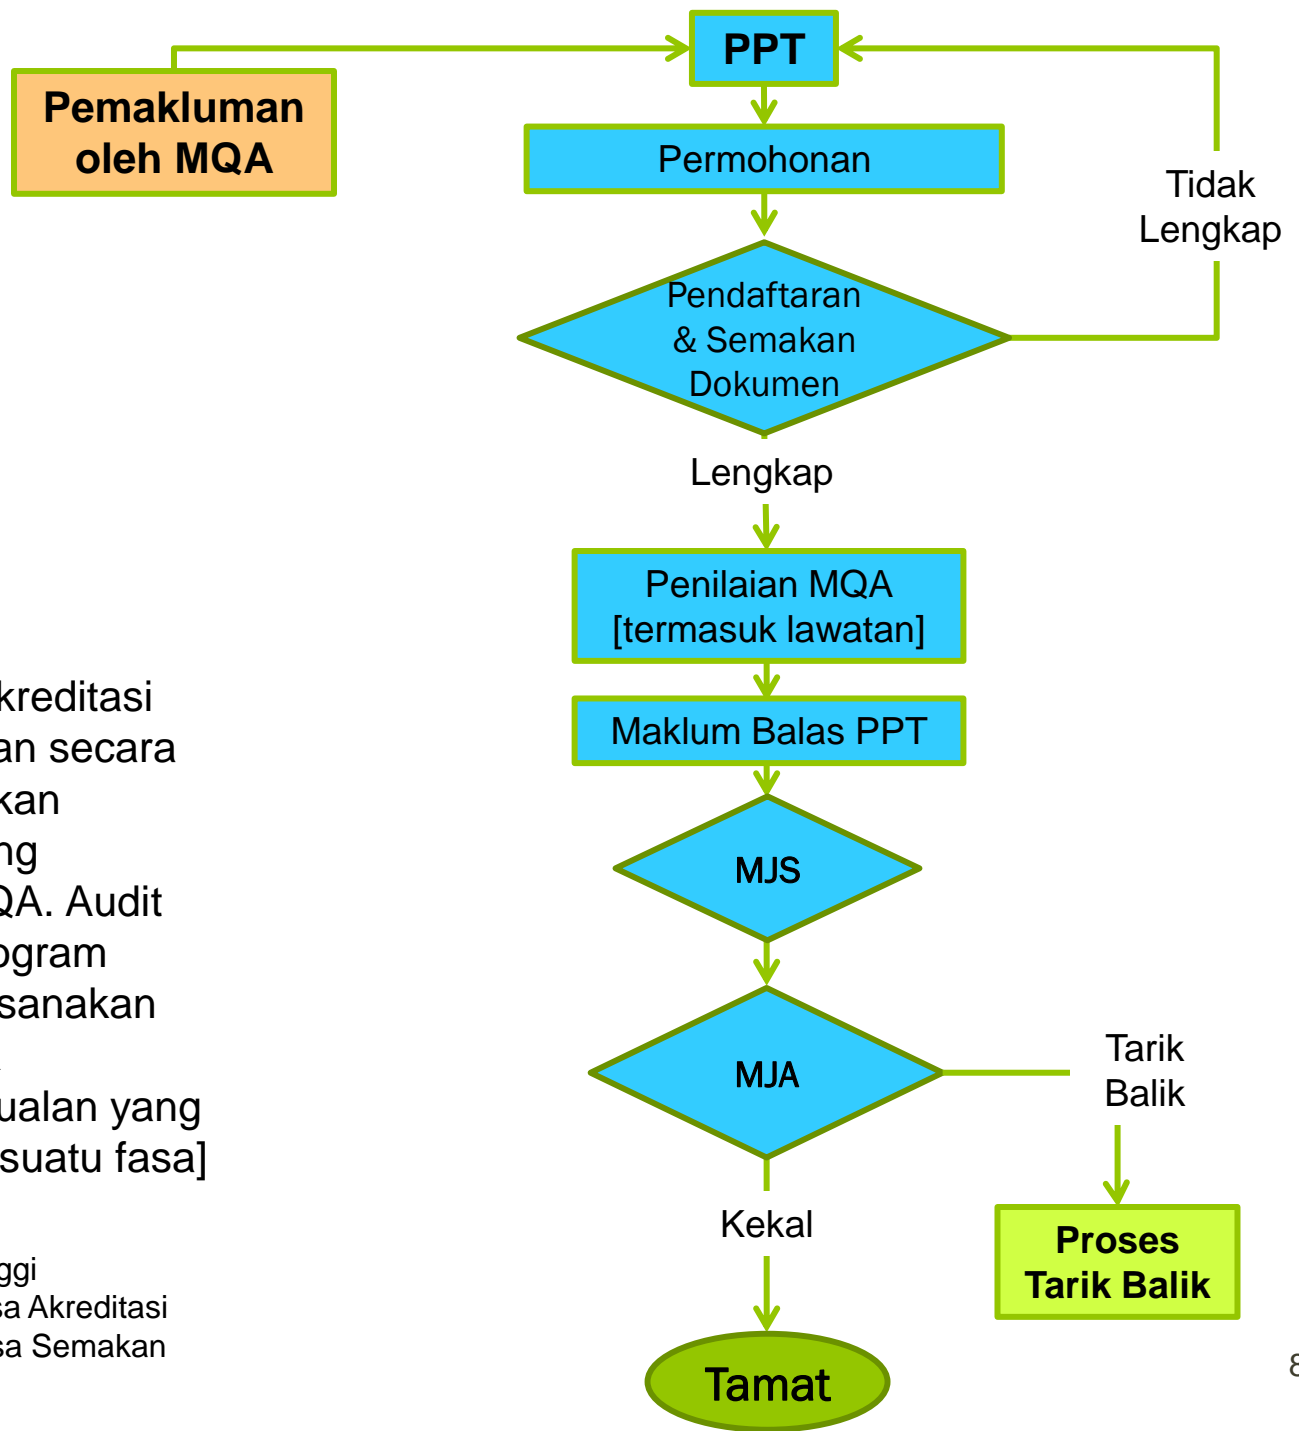 PPT
Pemakluman
oleh MQA
Permohonan
Tidak
Lengkap
Pendaftaran
& Semakan
Dokumen
Lengkap
Penilaian MQA
[termasuk lawatan]
Maklum Balas PPT
MJS
MJA
Tarik
Balik
Kekal
Proses
Tarik Balik
Tamat
kreditasi
an secara
kan
ng
QA. Audit
ogram
sanakan
ualan yang
suatu fasa]
ggi
sa Akreditasi
sa Semakan
8